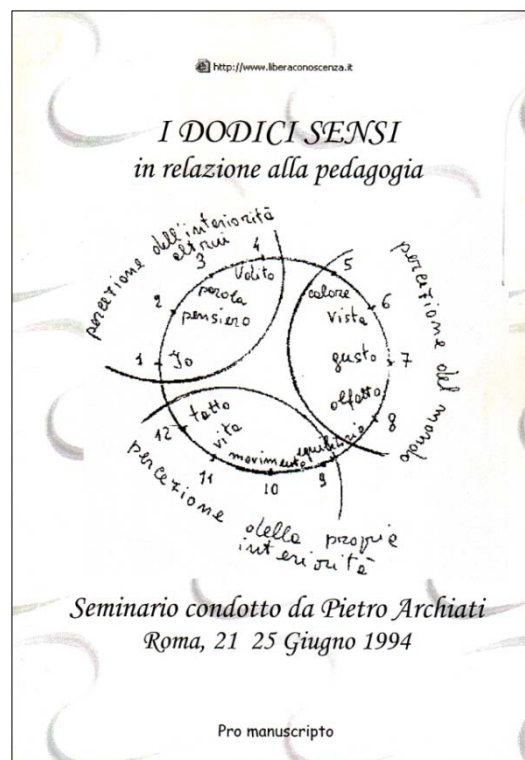 http://www.liberaconoscenza.it
I DODICI SENSI
in relazione alla pedagogia
percezione dell'interiorità
altrui
4
3
2
1
udito
parola
pensiero
Io
5
6
7
8
calore
vista
gusto
olfatto
percezione del mondo
12
11
10
9
tatto
vita
movimento
equilibrio
percezione
della propria
interiorità
Seminario condotto da Pietro Archiati
Roma, 21 25 Giugno 1994
Pro manuscripto